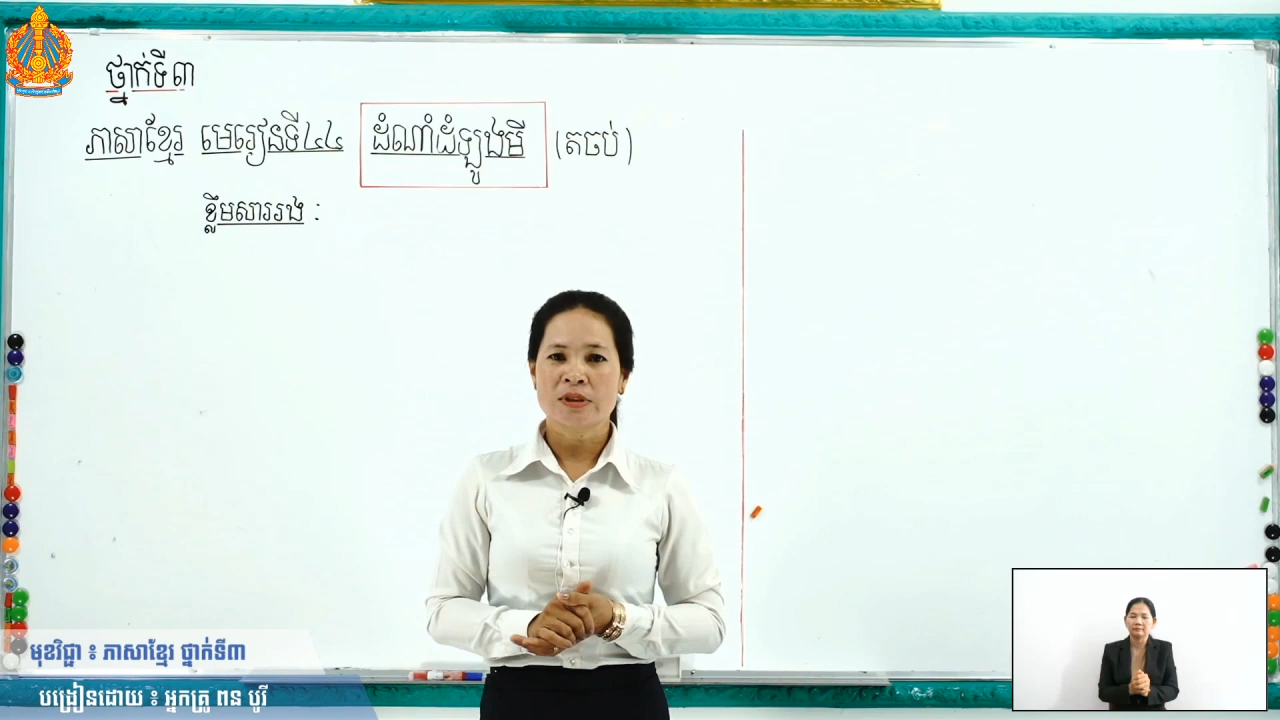 ថ្នាក់ទី៣
ភាសាខ្មែរ មេរៀនទី៤៤ ដំណាំដំឡូងមី (តចប់)
ខ្លឹមសាររង :
មុខវិជ្ជា ៖ ភាសាខ្មែរ ថ្នាក់ទី៣
បង្រៀនដោយ ៖ អ្នកគ្រូ ពន បូរី